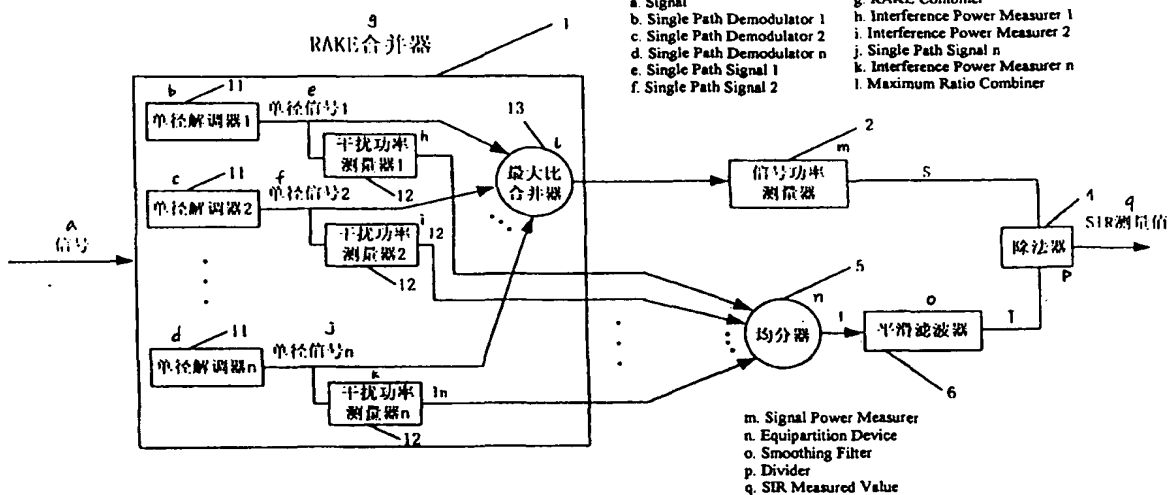 a. Signal
b. Single Path Demodulator 1
c. Single Path Demodulator 2
d. Single Path Demodulator n
e. Single Path Signal 1
f. Single Path Signal 2
g. RAKE Combiner
h. Interference Power Measurer 1
i. Interference Power Measurer 2
j. Single Path Signal n
k. Interference Power Measurer n
l. Maximum Ratio Combiner
g
RAKE合并器
1
b
11
单径解调器1
e
单径信号1
h
干扰功率
测量器1
12
13
l
最大比
合并器
c
11
单径解调器2
f
单径信号2
i
12
干扰功率
测量器2
12
a
信号
d
11
单径解调器n
j
单径信号n
k
干扰功率
测量器n
In
12
2
m
信号功率
测量器
S
4
除法器
p
q
SIR测量值
5
n
均分器
I
o
平滑滤波器
6
m. Signal Power Measurer
n. Equipartition Device
o. Smoothing Filter
p. Divider
q. SIR Measured Value